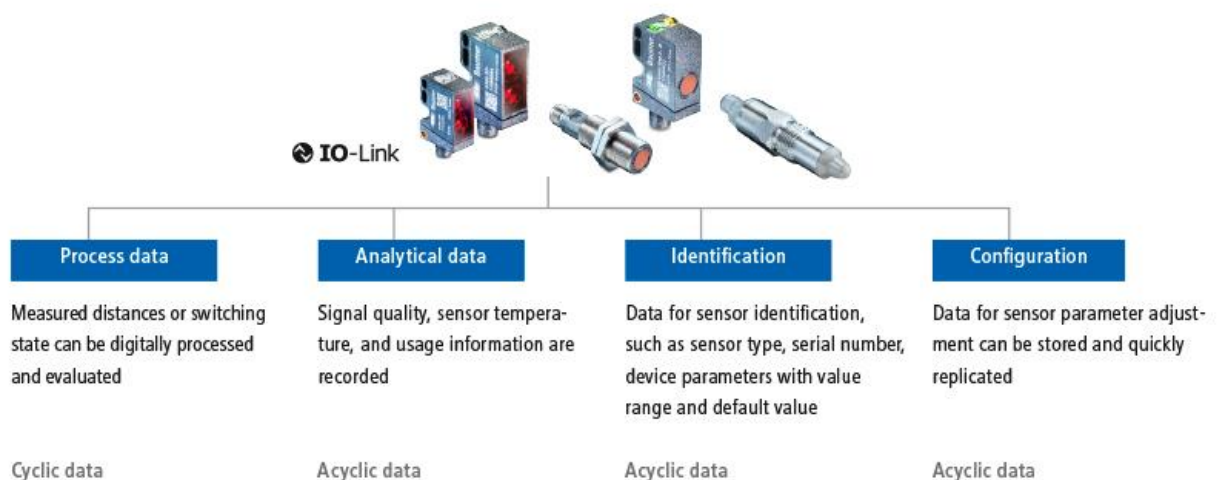 IO-Link
Process data
Measured distances or switching
state can be digitally processed
and evaluated
Cyclic data
Analytical data
Signal quality, sensor tempera-
ture, and usage information are
recorded
Acyclic data
Identification
Data for sensor identification,
such as sensor type, serial number,
device parameters with value
range and default value
Acyclic data
Configuration
Data for sensor parameter adjust-
ment can be stored and quickly
replicated
Acyclic data